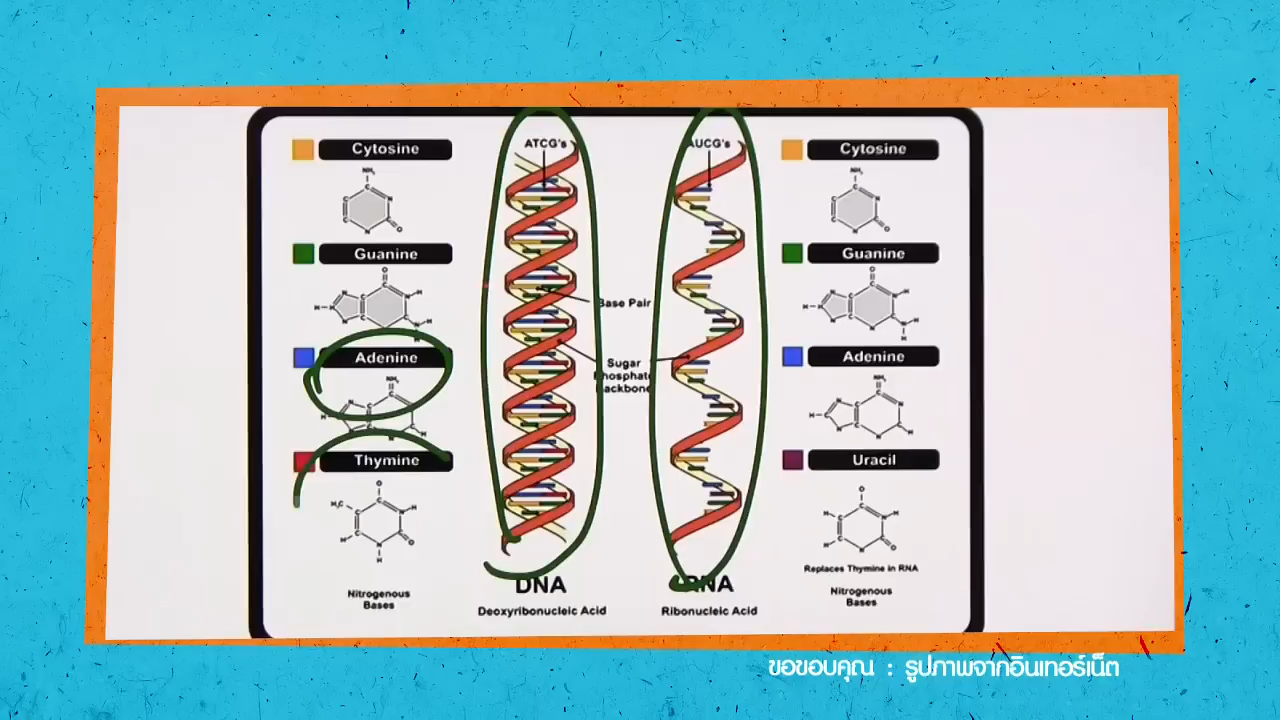 Cytosine
Guanine
Adenine
Thymine
Nitrogenous
Bases
ATCG's
Base Pair
Sugar
Phosphate
Backbone
DNA
Deoxyribonucleic Acid
AUCG's
RNA
Ribonucleic Acid
Cytosine
Guanine
Adenine
Uracil
Replaces Thymine in RNA
Nitrogenous
Bases
ขอขอบคุณ : รูปภาพจากอินเทอร์เน็ต